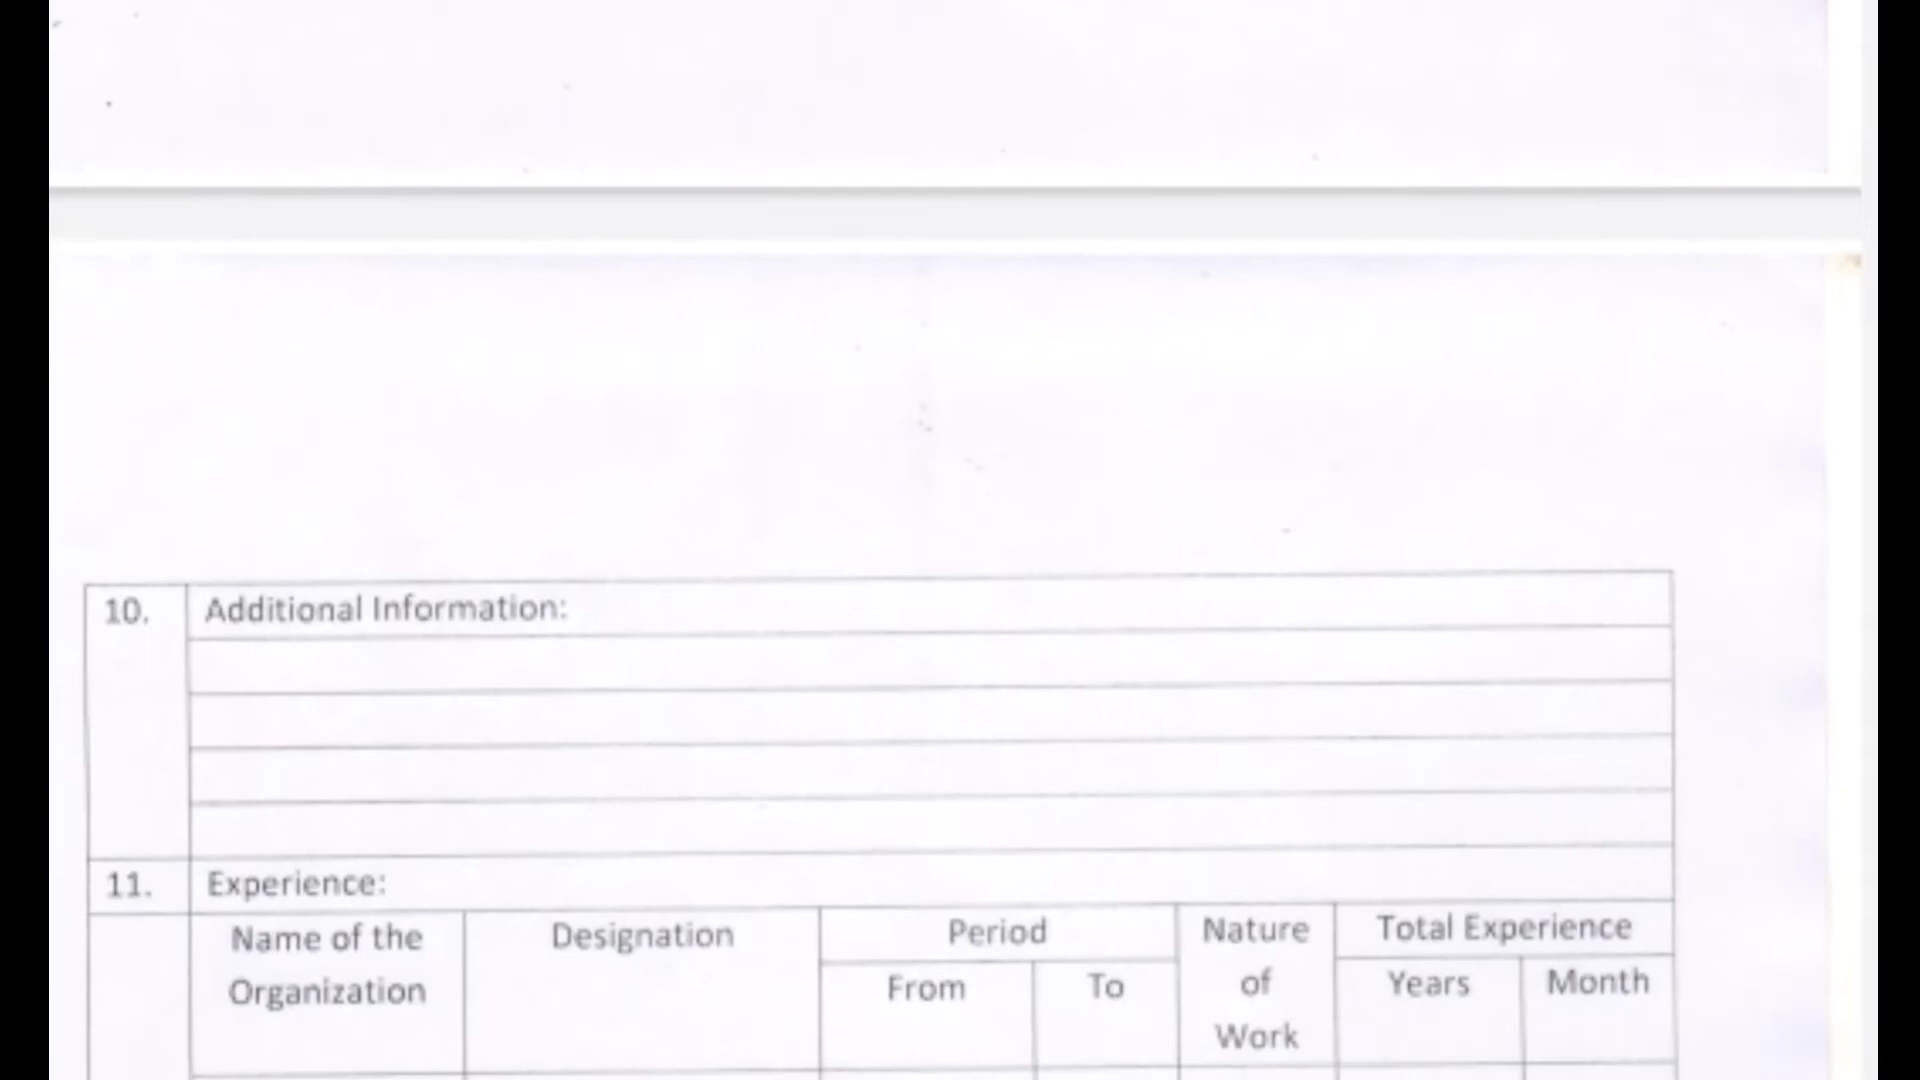 10. Additional Information:
11. Experience:
Name of the Organization Designation Period Nature of Work Total Experience
From To Years Month